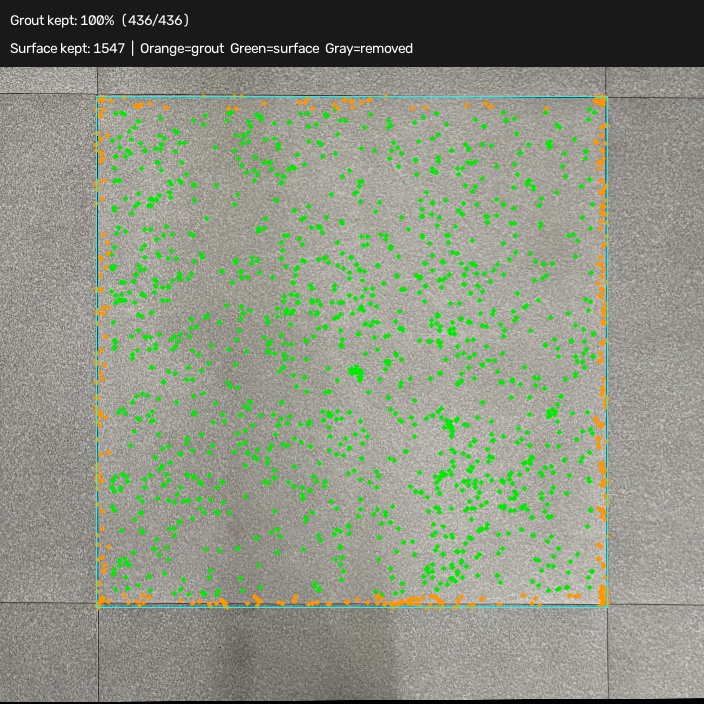 Grout kept: 100% (436/436)
Surface kept: 1547 | Orange=grout Green=surface Gray=removed